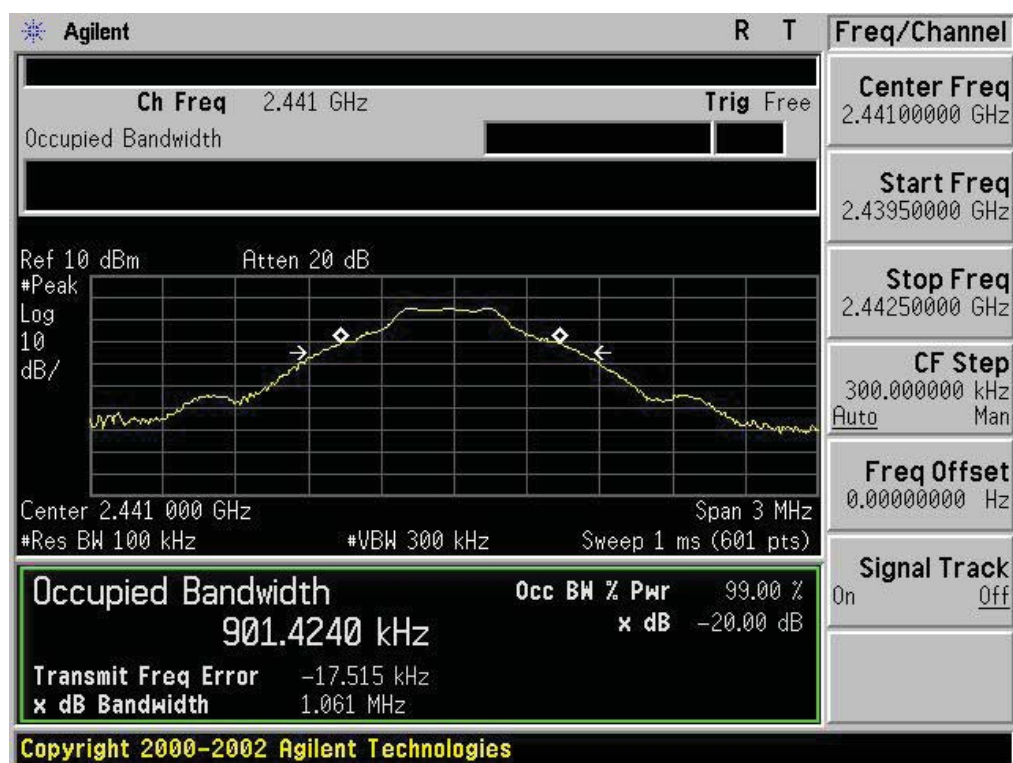 Agilent R T
Ch Freq 2.441 GHz Trig Free
Occupied Bandwidth
Ref 10 dBm Atten 20 dB
#Peak
Log
10
dB/
Center 2.441 000 GHz Span 3 MHz
#Res BW 100 kHz #VBW 300 kHz Sweep 1 ms (601 pts)
Occupied Bandwidth Occ BW % Pwr 99.00 %
901.4240 kHz x dB -20.00 dB
Transmit Freq Error -17.515 kHz
x dB Bandwidth 1.061 MHz
Copyright 2000-2002 Agilent Technologies
Freq/Channel
Center Freq
2.44100000 GHz
Start Freq
2.43950000 GHz
Stop Freq
2.44250000 GHz
CF Step
300.000000 kHz
Auto Man
Freq Offset
0.00000000 Hz
Signal Track
On Off